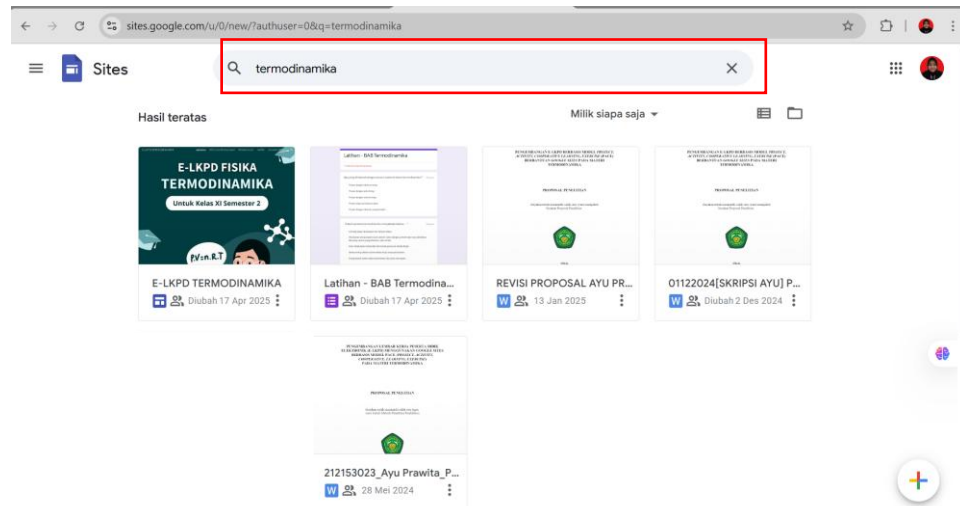 sites.google.com/u/0/new/?authuser=0&q=termodinamika
Sites
termodinamika
Hasil teratas
Milik siapa saja
E-LKPD FISIKA
TERMODINAMIKA
Untuk Kelas XI Semester 2
P.V=n.R.T
Latihan - BAB Termodinamika
PROPOSAL PENELITIAN
PROPOSAL PENELITIAN
E-LKPD TERMODINAMIKA
Diubah 17 Apr 2025
Latihan - BAB Termodina...
Diubah 17 Apr 2025
REVISI PROPOSAL AYU PR...
W 13 Jan 2025
01122024[SKRIPSI AYU] P...
W Diubah 2 Des 2024
PROPOSAL PENELITIAN
212153023_Ayu Prawita_P...
W 28 Mei 2024